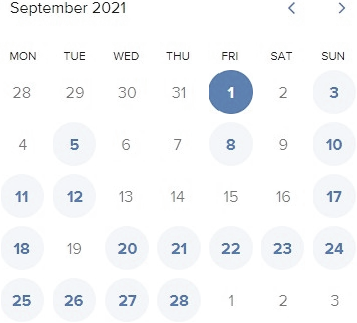 September 2021 < >
MON TUE WED THU FRI SAT SUN
28 29 30 31 1 2 3
4 5 6 7 8 9 10
11 12 13 14 15 16 17
18 19 20 21 22 23 24
25 26 27 28 1 2 3